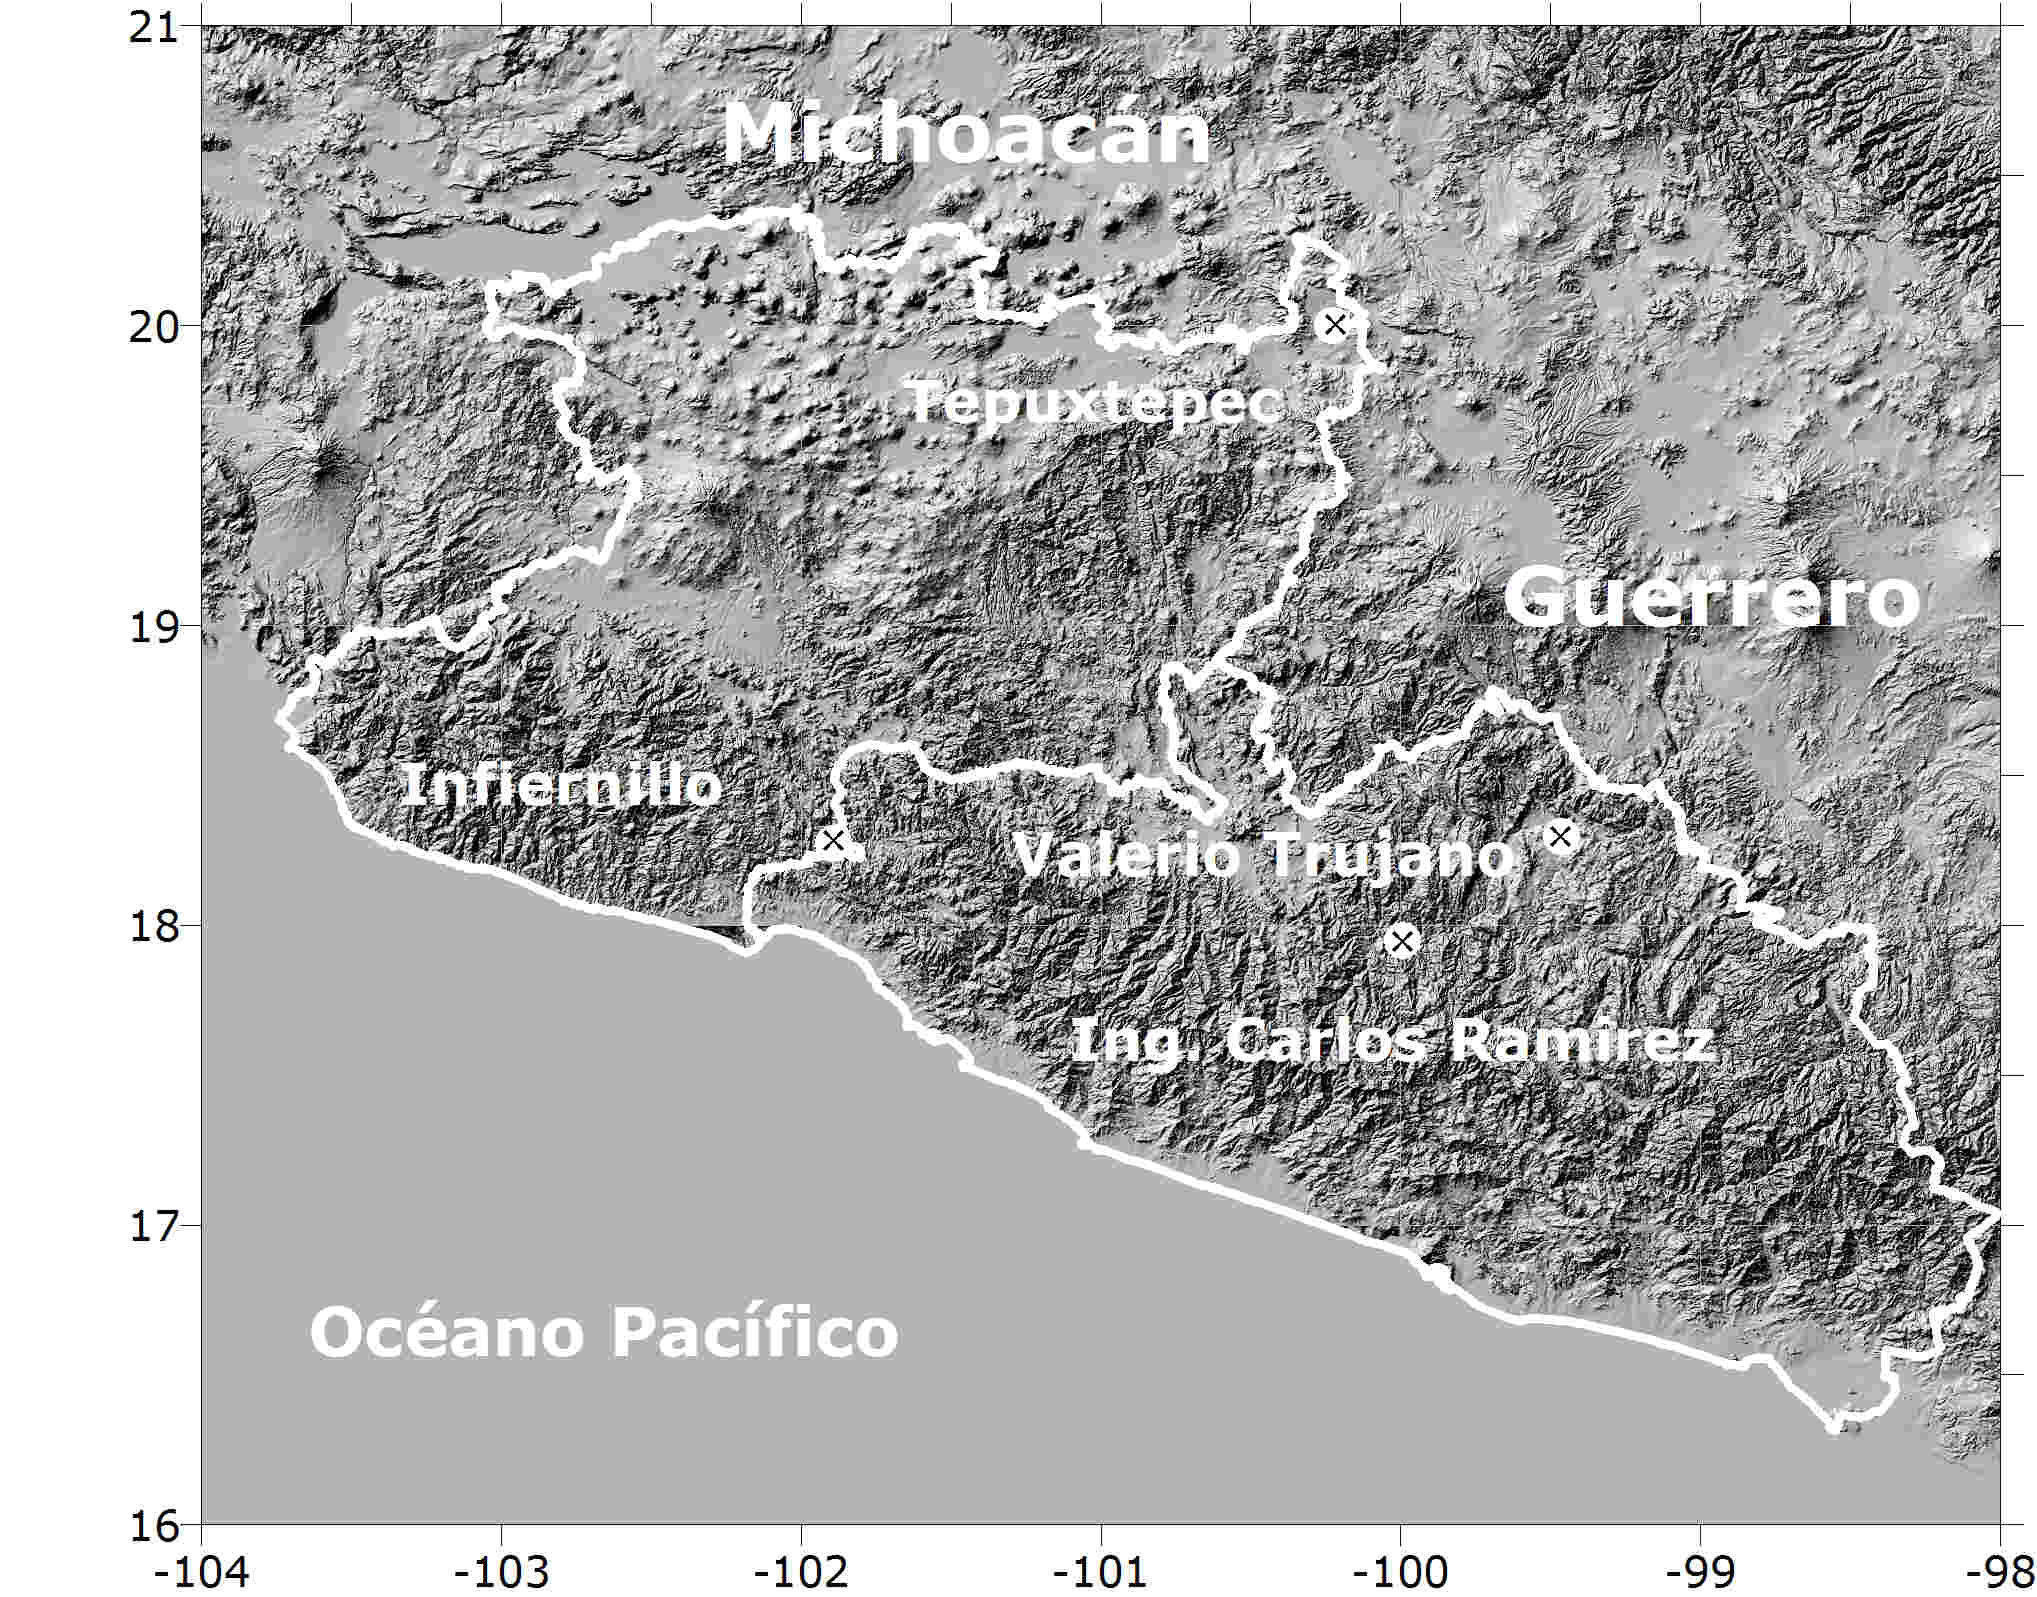 21
Michoacán
20
Tepuxtepec
Guerrero
19
Infiernillo
Valerio Trujano
18
Ing. Carlos Ramirez
17
Océano Pacífico
16
-104 -103 -102 -101 -100 -99 -98